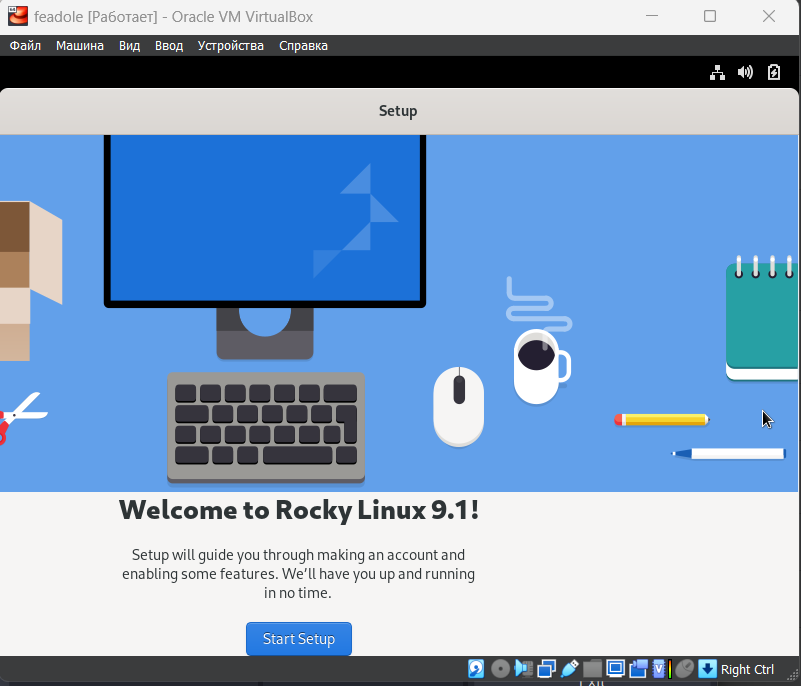 feadole [Работает] - Oracle VM VirtualBox
Файл Машина Вид Ввод Устройства Справка
Setup
Welcome to Rocky Linux 9.1!
Setup will guide you through making an account and
enabling some features. We’ll have you up and running
in no time.
Start Setup
Right Ctrl